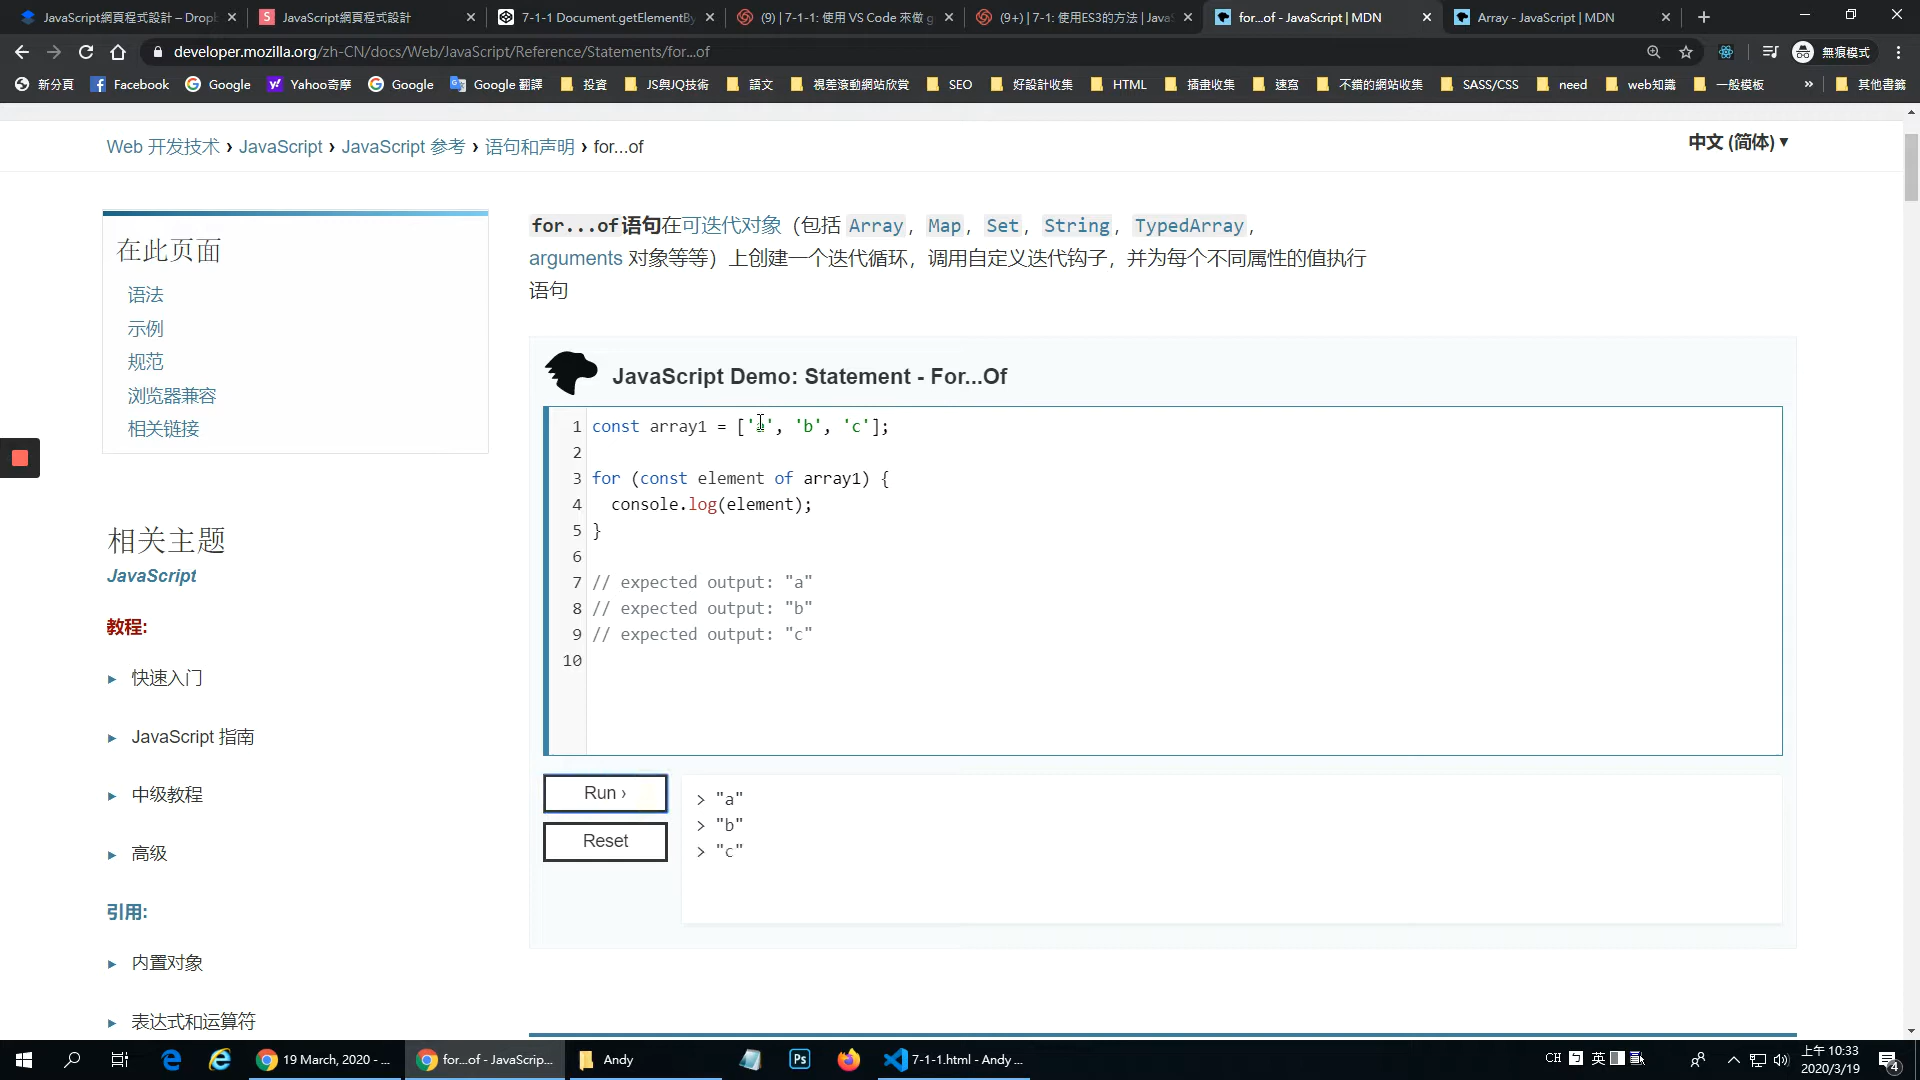 JavaScript網頁程式設計 – Drop
JavaScript網頁程式設計
7-1-1 Document.getElementBy
(9) | 7-1-1: 使用 VS Code 來做 g
(9+) | 7-1: 使用ES3的方法 | Java
for...of - JavaScript | MDN
Array - JavaScript | MDN
developer.mozilla.org/zh-CN/docs/Web/JavaScript/Reference/Statements/for...of
無痕模式
新分頁
Facebook
Google
Yahoo奇摩
Google
Google 翻譯
投資
JS與JQ技術
語文
視差滾動網站欣賞
SEO
好設計收集
HTML
插畫收集
速寫
不錯的網站收集
SASS/CSS
need
web知識
一般模板
»
其他書籤
Web 开发技术 › JavaScript › JavaScript 参考 › 语句和声明 › for...of
中文 (简体) ▼
在此页面
语法
示例
规范
浏览器兼容
相关链接
相关主题
JavaScript
教程:
► 快速入门
► JavaScript 指南
► 中级教程
► 高级
引用:
► 内置对象
► 表达式和运算符
for...of语句在可迭代对象（包括 Array，Map，Set，String，TypedArray，
arguments 对象等等）上创建一个迭代循环，调用自定义迭代钩子，并为每个不同属性的值执行
语句
JavaScript Demo: Statement - For...Of
1 const array1 = ['a', 'b', 'c'];
2
3 for (const element of array1) {
4 console.log(element);
5 }
6
7 // expected output: "a"
8 // expected output: "b"
9 // expected output: "c"
10
Run ›
Reset
> "a"
> "b"
> "c"
19 March, 2020 - ...
for...of - JavaScrip...
Andy
Ps
7-1-1.html - Andy ...
CH
英
上午 10:33
2020/3/19
4